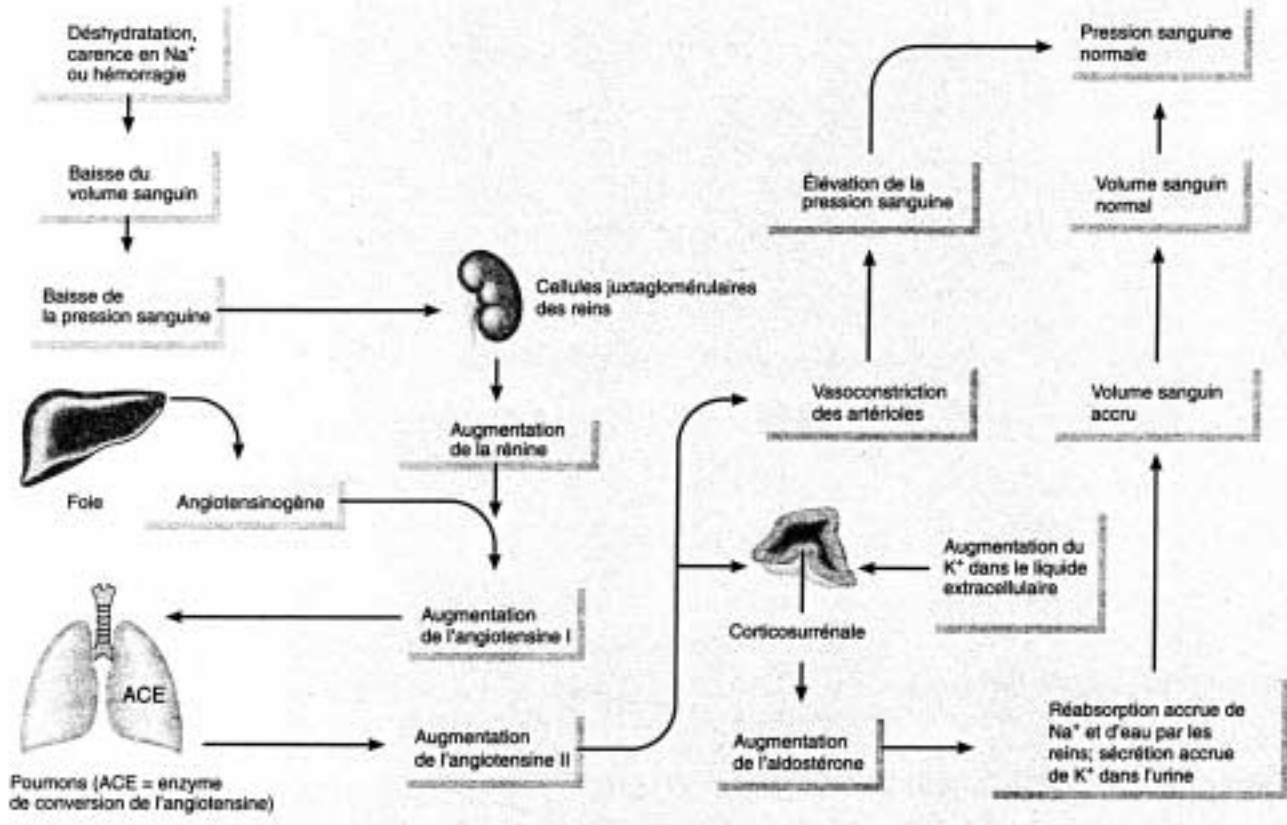 Déshydratation,
carence en Na⁺
ou hémorragie
Baisse du
volume sanguin
Baisse de
la pression sanguine
Cellules juxtaglomérulaires
des reins
Augmentation
de la rénine
Foie
Angiotensinogène
Augmentation
de l'angiotensine I
ACE
Poumons (ACE = enzyme
de conversion de l'angiotensine)
Augmentation
de l'angiotensine II
Vasoconstriction
des artérioles
Élévation de la
pression sanguine
Pression sanguine
normale
Corticosurrénale
Augmentation du
K⁺ dans le liquide
extracellulaire
Augmentation
de l'aldostérone
Réabsorption accrue de
Na⁺ et d'eau par les
reins; sécrétion accrue
de K⁺ dans l'urine
Volume sanguin
accru
Volume sanguin
normal